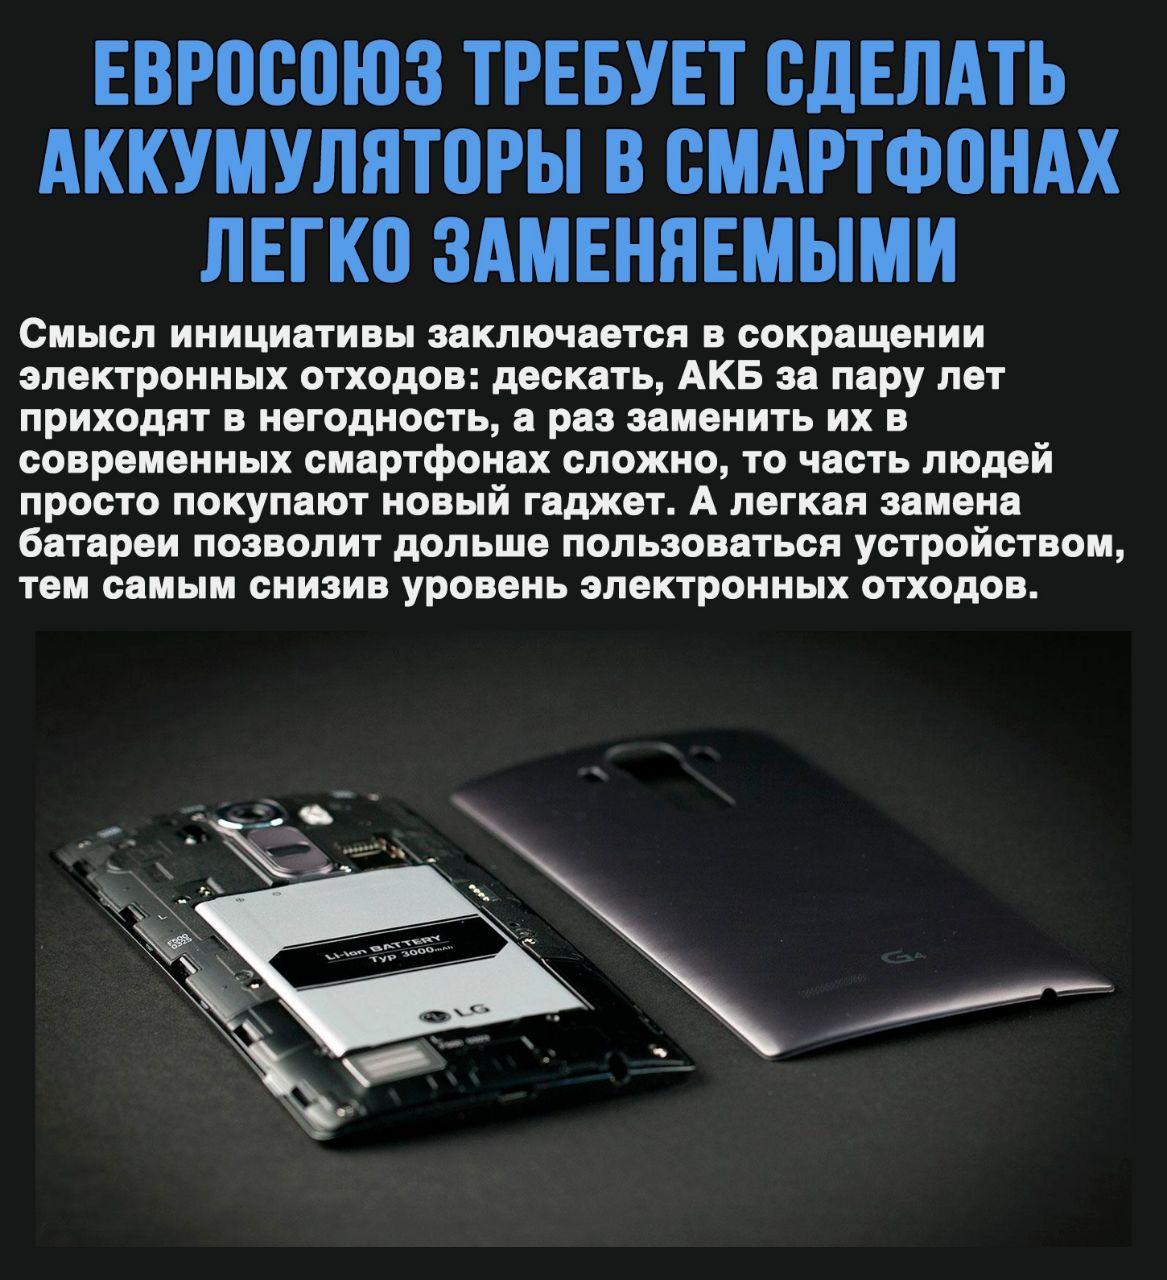 ЕВРОСОЮЗ ТРЕБУЕТ СДЕЛАТЬ
АККУМУЛЯТОРЫ В СМАРТФОНАХ
ЛЕГКО ЗАМЕНЯЕМЫМИ
Смысл инициативы заключается в сокращении
электронных отходов: дескать, АКБ за пару лет
приходят в негодность, а раз заменить их в
современных смартфонах сложно, то часть людей
просто покупают новый гаджет. А легкая замена
батареи позволит дольше пользоваться устройством,
тем самым снизив уровень электронных отходов.
Li-ion BATTERY
Typ 3000mAh
LG
G4